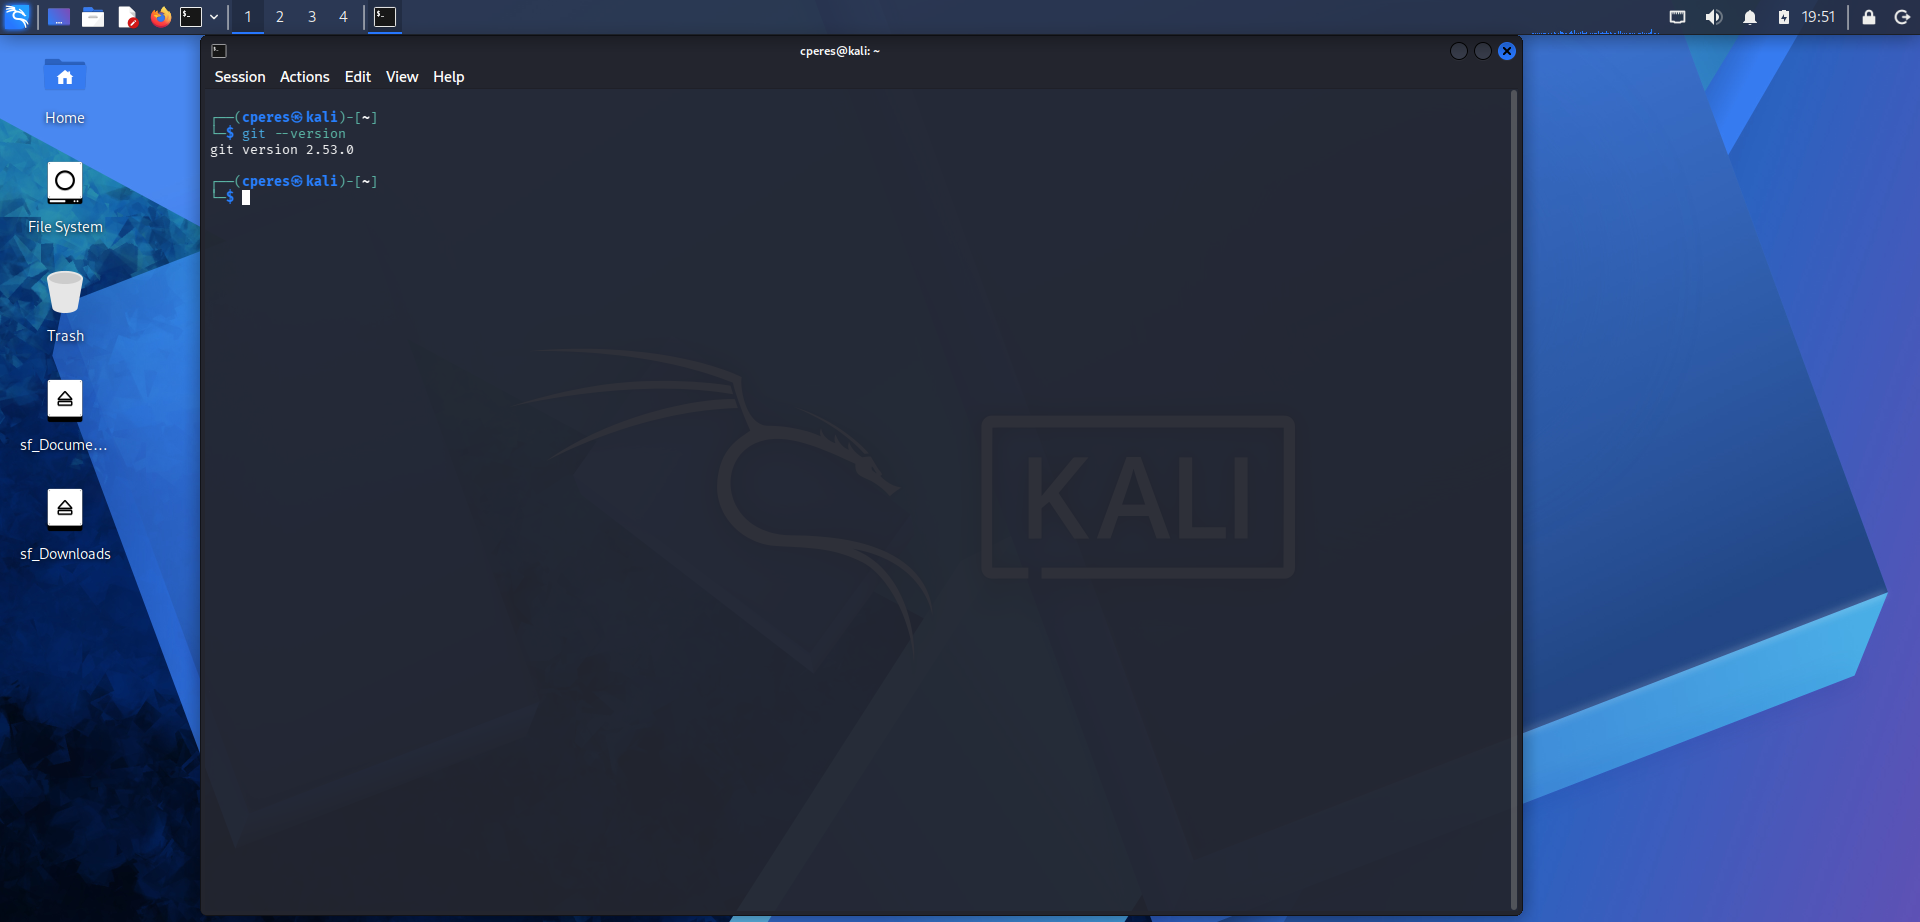 1 2 3 4
19:51
cperes@kali: ~
Session Actions Edit View Help
┌──(cperes㉿kali)-[~]
└─$ git --version
git version 2.53.0
┌──(cperes㉿kali)-[~]
└─$
Home
File System
Trash
sf_Docume...
sf_Downloads
KALI